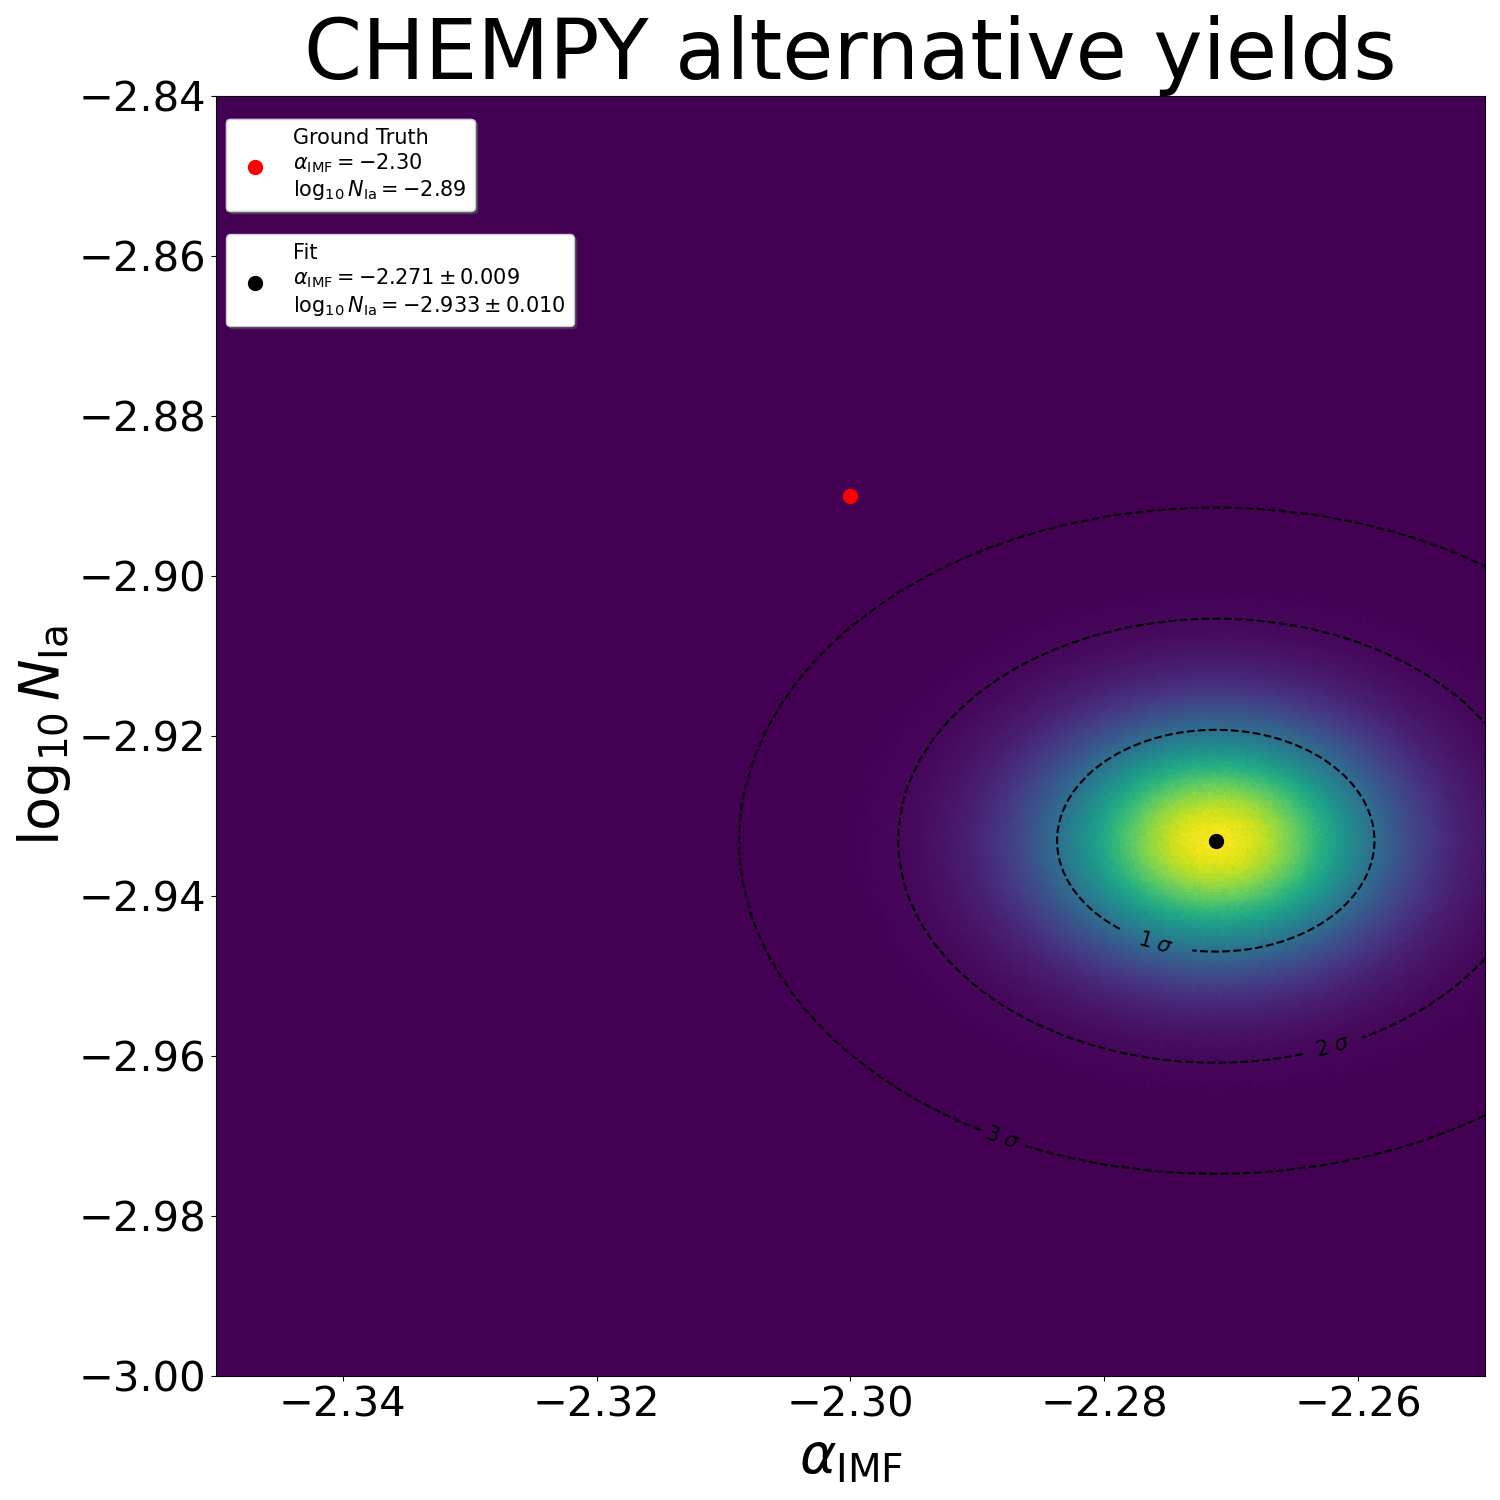 CHEMPY alternative yields
−2.84
−2.86
−2.88
−2.90
−2.92
−2.94
−2.96
−2.98
−3.00
log₁₀ N_Ia
Ground Truth
α_IMF = −2.30
log₁₀ N_Ia = −2.89
Fit
α_IMF = −2.271 ± 0.009
log₁₀ N_Ia = −2.933 ± 0.010
1 σ
2 σ
3 σ
−2.34 −2.32 −2.30 −2.28 −2.26
α_IMF